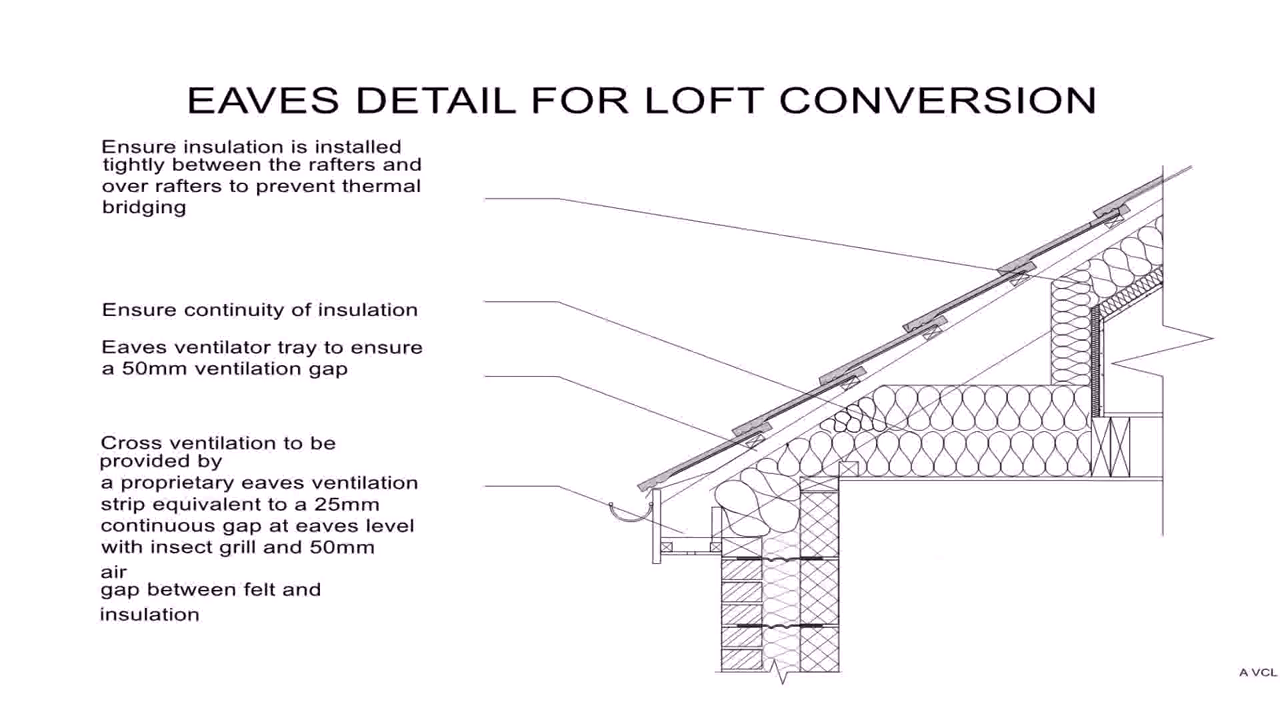 EAVES DETAIL FOR LOFT CONVERSION
Ensure insulation is installed
tightly between the rafters and
over rafters to prevent thermal
bridging
Ensure continuity of insulation
Eaves ventilator tray to ensure
a 50mm ventilation gap
Cross ventilation to be
provided by
a proprietary eaves ventilation
strip equivalent to a 25mm
continuous gap at eaves level
with insect grill and 50mm
air
gap between felt and
insulation
A VCL